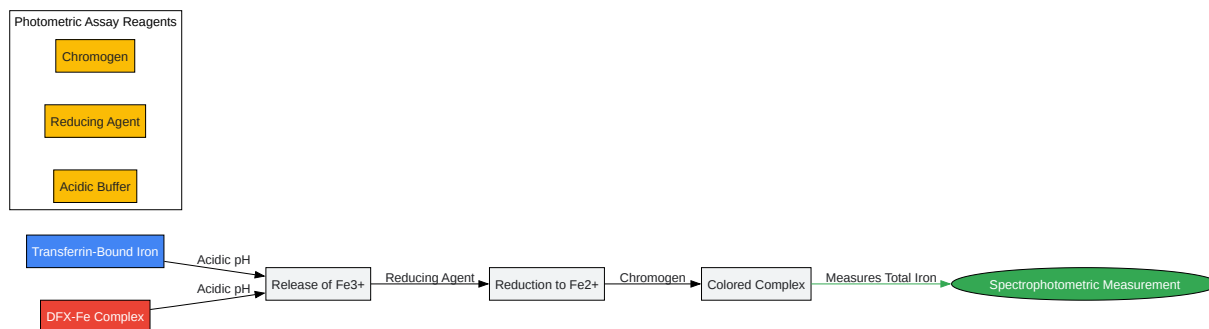 Photometric Assay Reagents
Chromogen
Reducing Agent
Acidic Buffer
Transferrin-Bound Iron
Acidic pH
DFX-Fe Complex
Acidic pH
Release of Fe3+
Reducing Agent
Reduction to Fe2+
Chromogen
Colored Complex
Measures Total Iron
Spectrophotometric Measurement